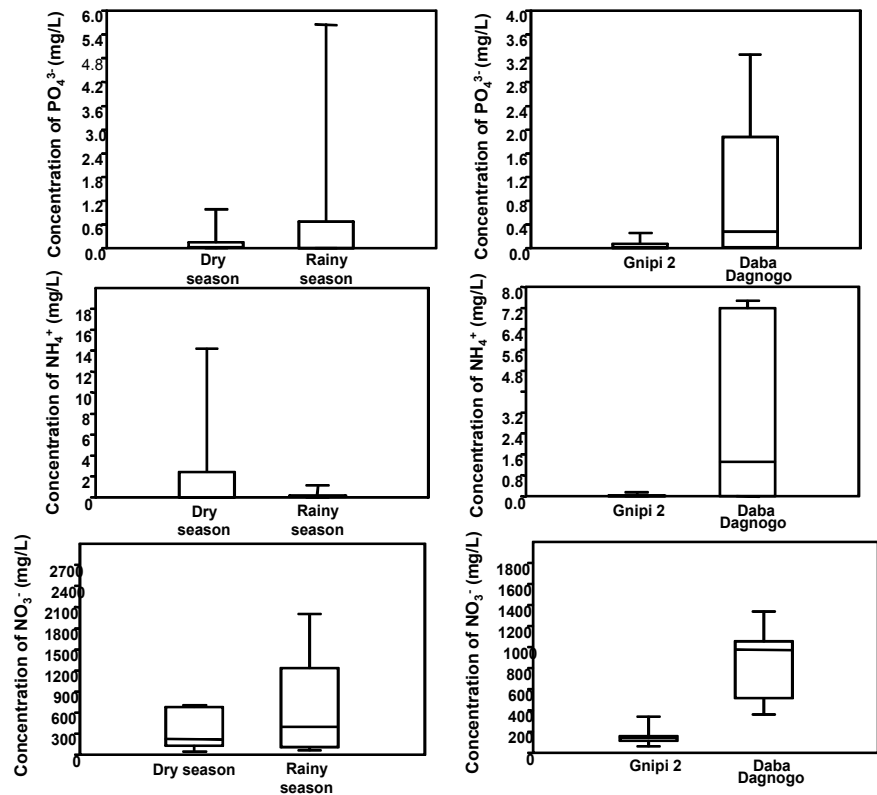 Concentration of PO₄³⁻ (mg/L)
6.0
5.4
4.8
4.2
3.6
3.0
2.4
1.8
1.2
0.6
0.0
Dry
season
Rainy
season
Concentration of PO₄³⁻ (mg/L)
4.0
3.6
3.2
2.8
2.4
2.0
1.6
1.2
0.8
0.4
0.0
Gnipi 2
Daba
Dagnogo
Concentration of NH₄⁺ (mg/L)
18
16
14
12
10
8
6
4
2
0
Dry
season
Rainy
season
Concentration of NH₄⁺ (mg/L)
8.0
7.2
6.4
5.6
4.8
3.2
2.4
1.6
0.8
0.0
Gnipi 2
Daba
Dagnogo
Concentration of NO₃⁻ (mg/L)
2700
2400
2100
1800
1500
1200
900
600
300
0
Dry season
Rainy
season
Concentration of NO₃⁻ (mg/L)
1800
1600
1400
1200
1000
800
600
400
200
0
Gnipi 2
Daba
Dagnogo